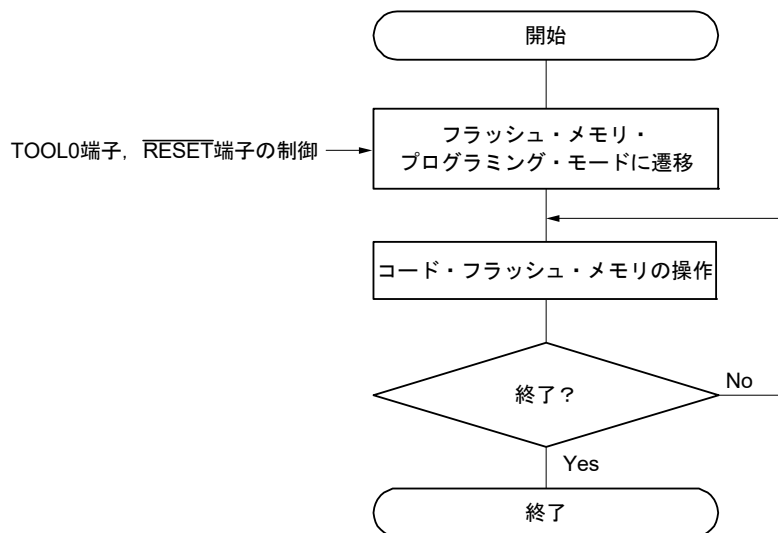 開始
TOOL0端子，RESET端子の制御
フラッシュ・メモリ・
プログラミング・モードに遷移
コード・フラッシュ・メモリの操作
終了？
No
Yes
終了